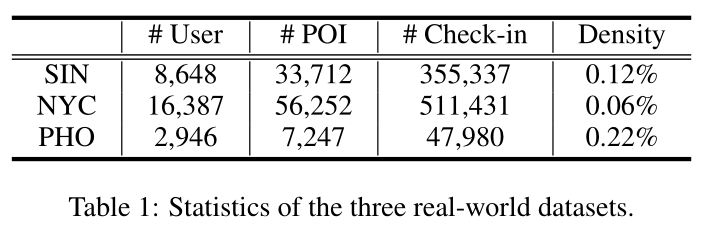 # User # POI # Check-in Density
SIN 8,648 33,712 355,337 0.12%
NYC 16,387 56,252 511,431 0.06%
PHO 2,946 7,247 47,980 0.22%
Table 1: Statistics of the three real-world datasets.